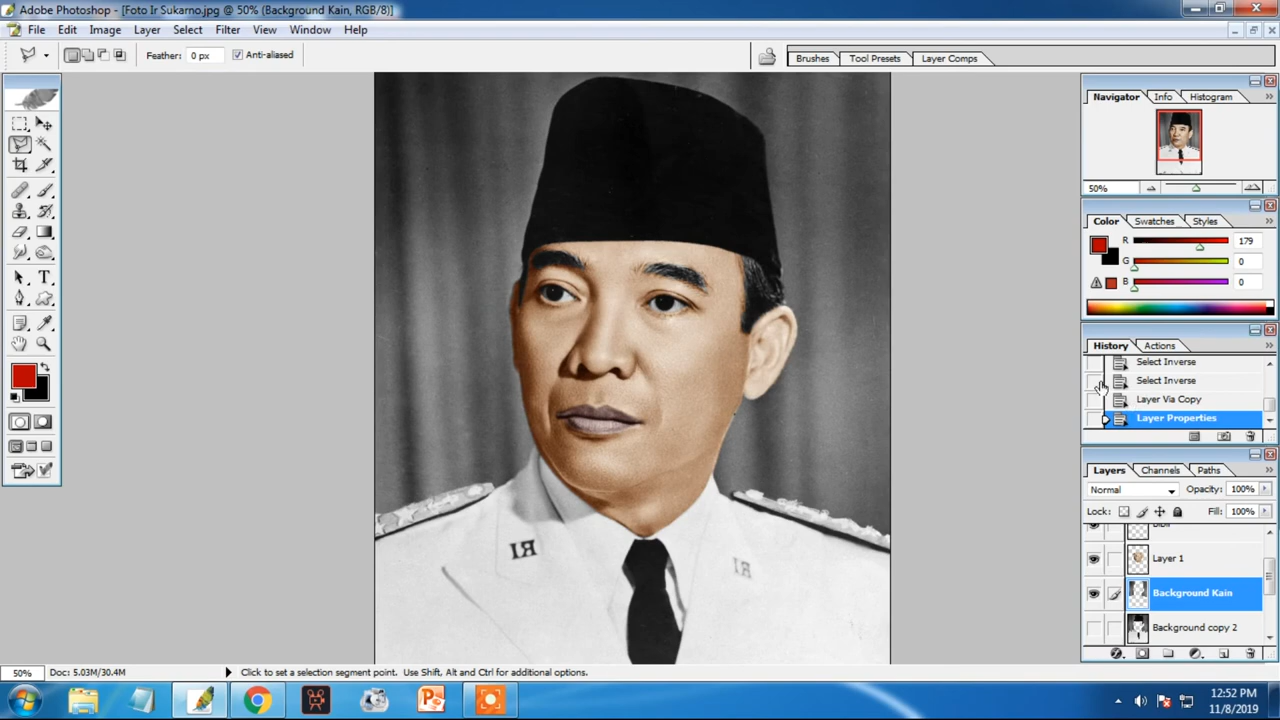 Adobe Photoshop - [Foto Ir Sukarno.jpg @ 50% (Background Kain, RGB/8)]
File Edit Image Layer Select Filter View Window Help
Feather: 0 px Anti-aliased
Brushes Tool Presets Layer Comps
Navigator Info Histogram
50%
Color Swatches Styles
R 179
G 0
B 0
History Actions
Select Inverse
Select Inverse
Layer Via Copy
Layer Properties
Layers Channels Paths
Normal Opacity: 100%
Lock: Fill: 100%
Layer 1
Background Kain
Background copy 2
IR
IR
50% Doc: 5.03M/30.4M Click to set a selection segment point. Use Shift, Alt and Ctrl for additional options.
12:52 PM
11/8/2019